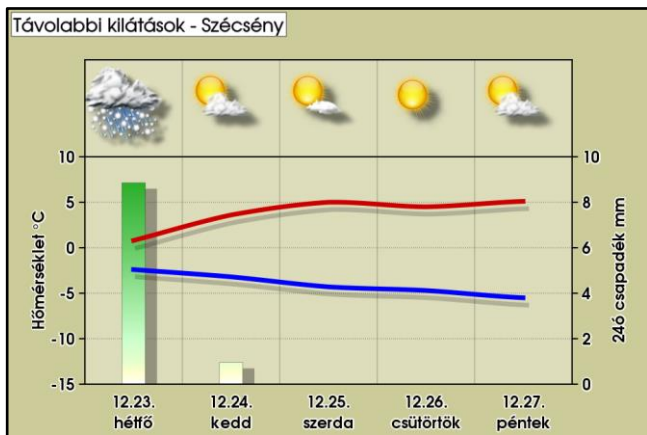 Távolabbi kilátások - Szécsény
10
5
0
-5
-10
-15
Hőmérséklet °C
10
8
6
4
2
0
24ó csapadék mm
12.23. 12.24. 12.25. 12.26. 12.27.
hétfő kedd szerda csütörtök péntek